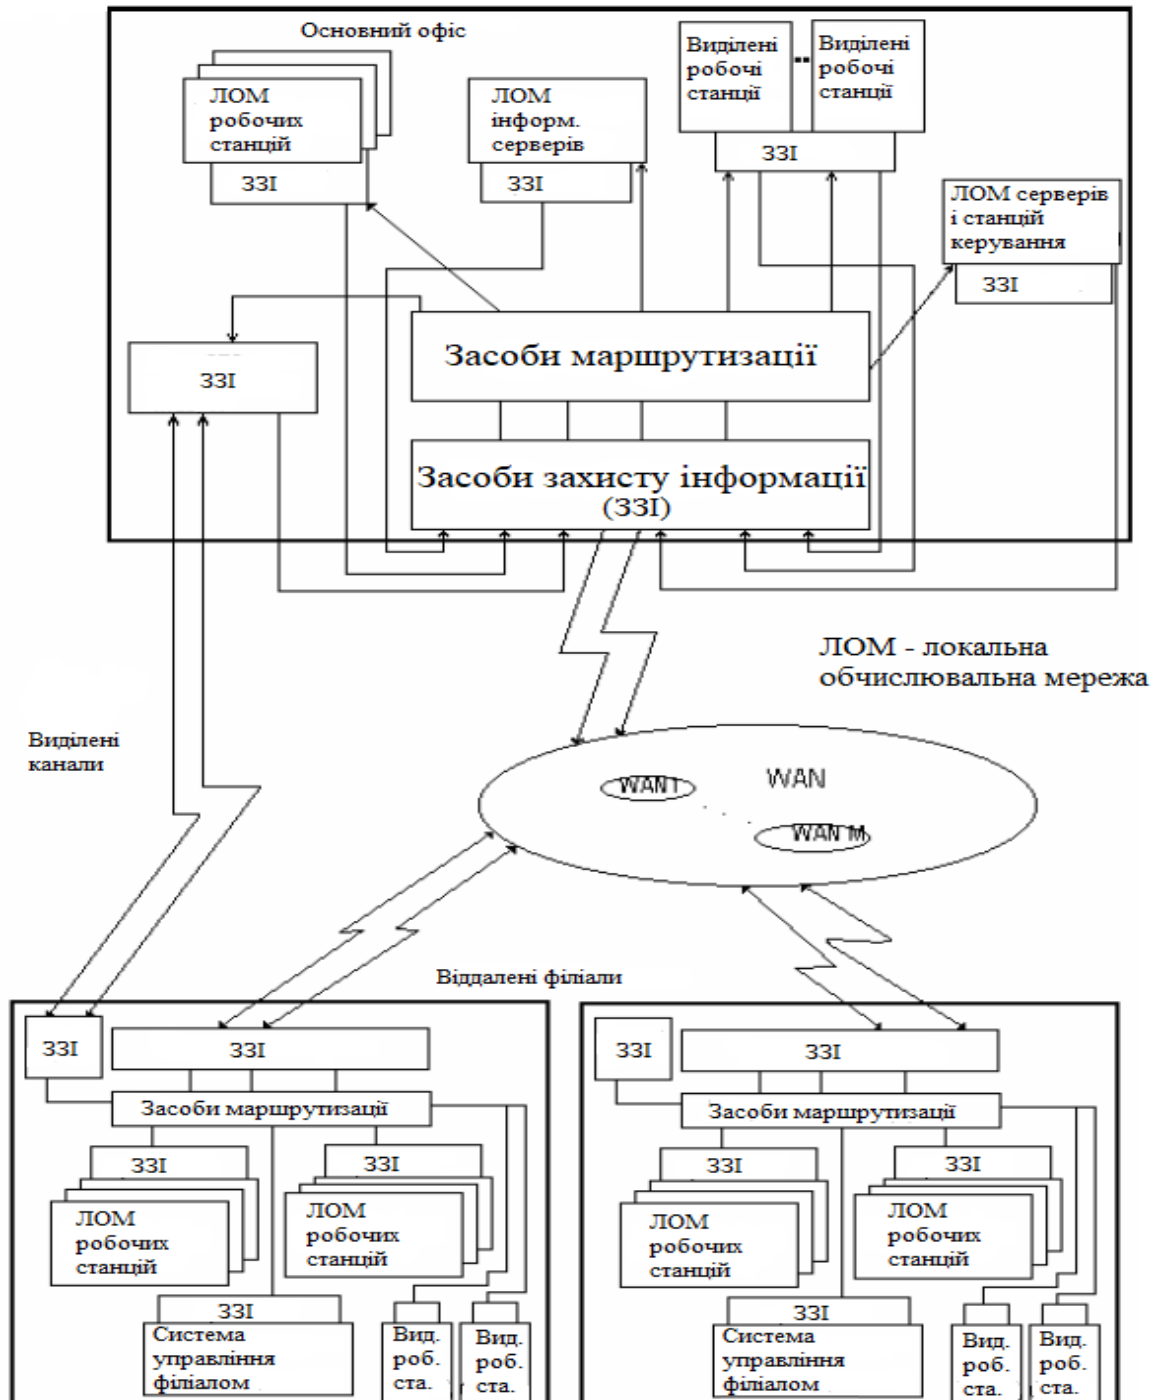 Основний офіс
ЛОМ
робочих
станцій
ЗЗІ
ЛОМ
інформ.
серверів
ЗЗІ
Виділені
робочі
станції
Виділені
робочі
станції
ЗЗІ
ЛОМ серверів
і станцій
керування
ЗЗІ
ЗЗІ
Засоби маршрутизації
Засоби захисту інформації
(ЗЗІ)
ЛОМ - локальна
обчислювальна мережа
Виділені
канали
WAN I
WAN
WAN M
Віддалені філіали
ЗЗІ
ЗЗІ
Засоби маршрутизації
ЗЗІ
ЛОМ
робочих
станцій
ЗЗІ
ЛОМ
робочих
станцій
ЗЗІ
Система
управління
філіалом
Вид.
роб.
ста.
Вид.
роб.
ста.
ЗЗІ
ЗЗІ
Засоби маршрутизації
ЗЗІ
ЛОМ
робочих
станцій
ЗЗІ
ЛОМ
робочих
станцій
ЗЗІ
Система
управління
філіалом
Вид.
роб.
ста.
Вид.
роб.
ста.